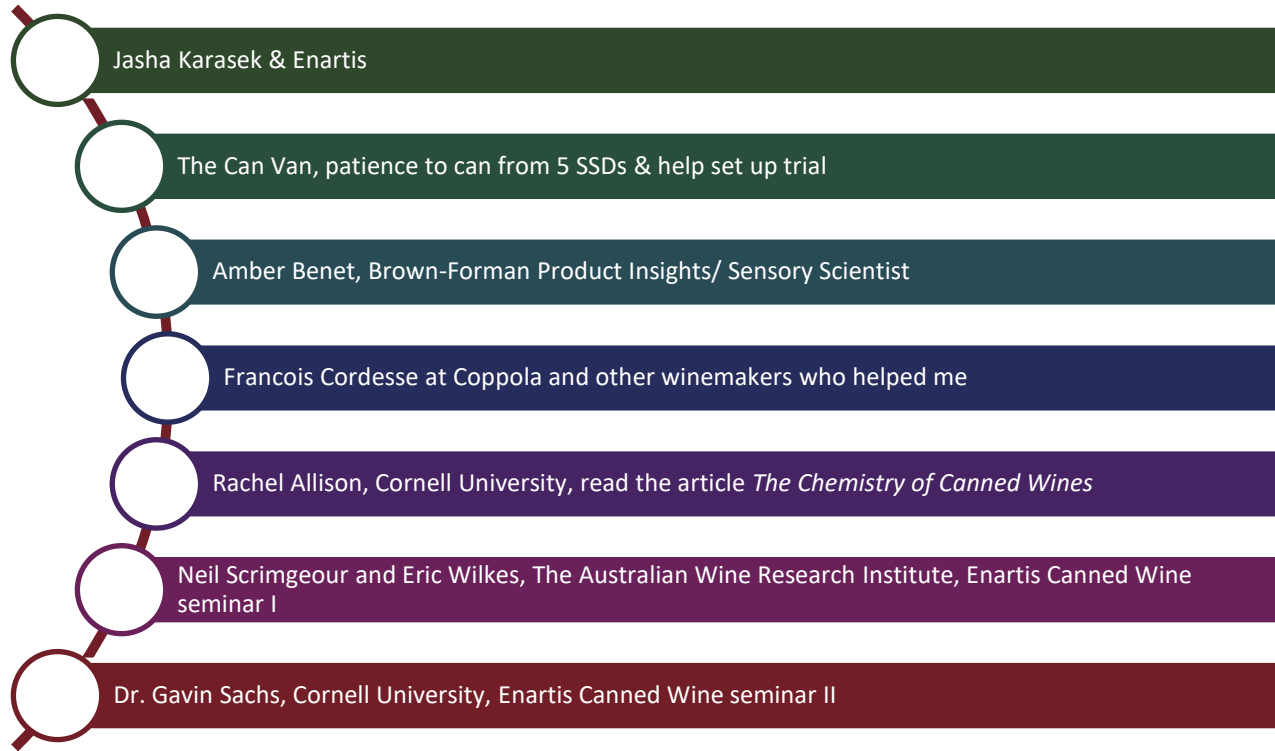 Jasha Karasek & Enartis
The Can Van, patience to can from 5 SSDs & help set up trial
Amber Benet, Brown-Forman Product Insights/ Sensory Scientist
Francois Cordesse at Coppola and other winemakers who helped me
Rachel Allison, Cornell University, read the article The Chemistry of Canned Wines
Neil Scrimgeour and Eric Wilkes, The Australian Wine Research Institute, Enartis Canned Wine
seminar I
Dr. Gavin Sachs, Cornell University, Enartis Canned Wine seminar II